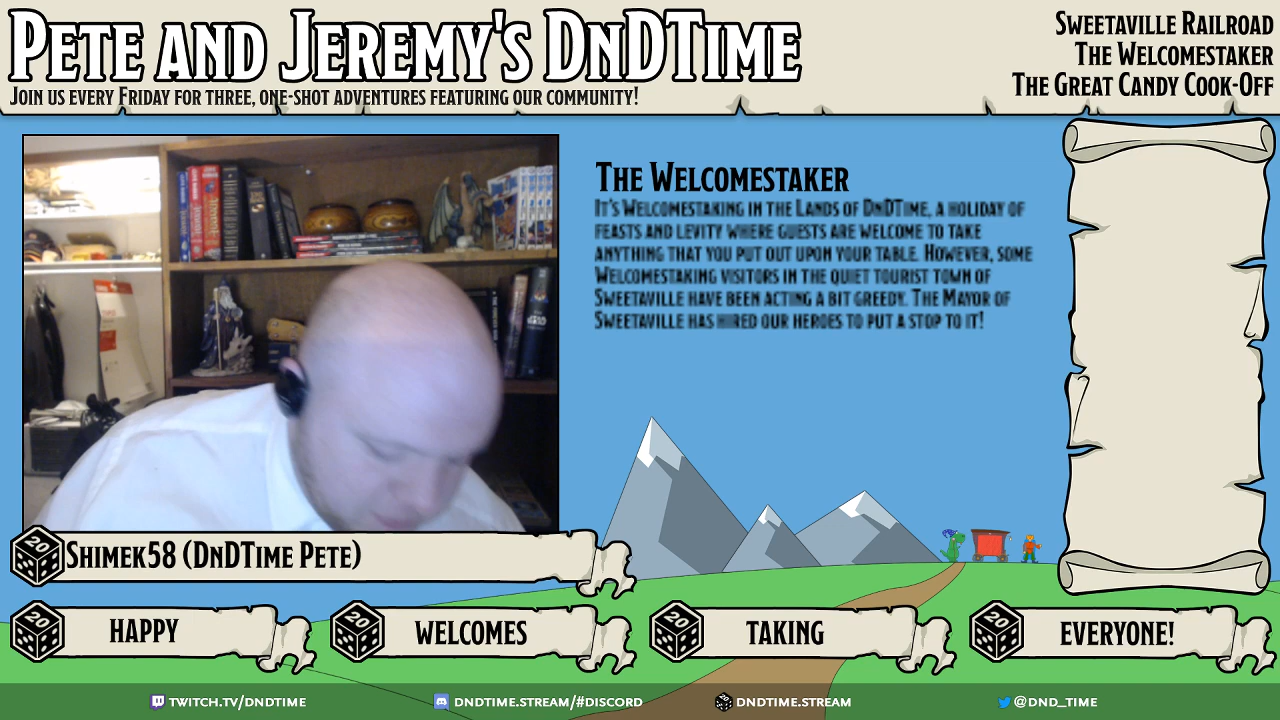 Pete and Jeremy's DnDTime
Join us every Friday for three, one-shot adventures featuring our community!
Sweetaville Railroad
The Welcomestaker
The Great Candy Cook-Off
The Welcomestaker
It's Welcomestaking in the Lands of DnDTime, a holiday of
feasts and levity where guests are welcome to take
anything that you put out upon your table. However, some
Welcomestaking visitors in the quiet tourist town of
Sweetaville have been acting a bit greedy. The Mayor of
Sweetaville has hired our heroes to put a stop to it!
20
Shimek58 (DnDTime Pete)
20
HAPPY
20
WELCOMES
20
TAKING
20
EVERYONE!
TWITCH.TV/DNDTIME
DNDTIME.STREAM/#DISCORD
DNDTIME.STREAM
@DND_TIME